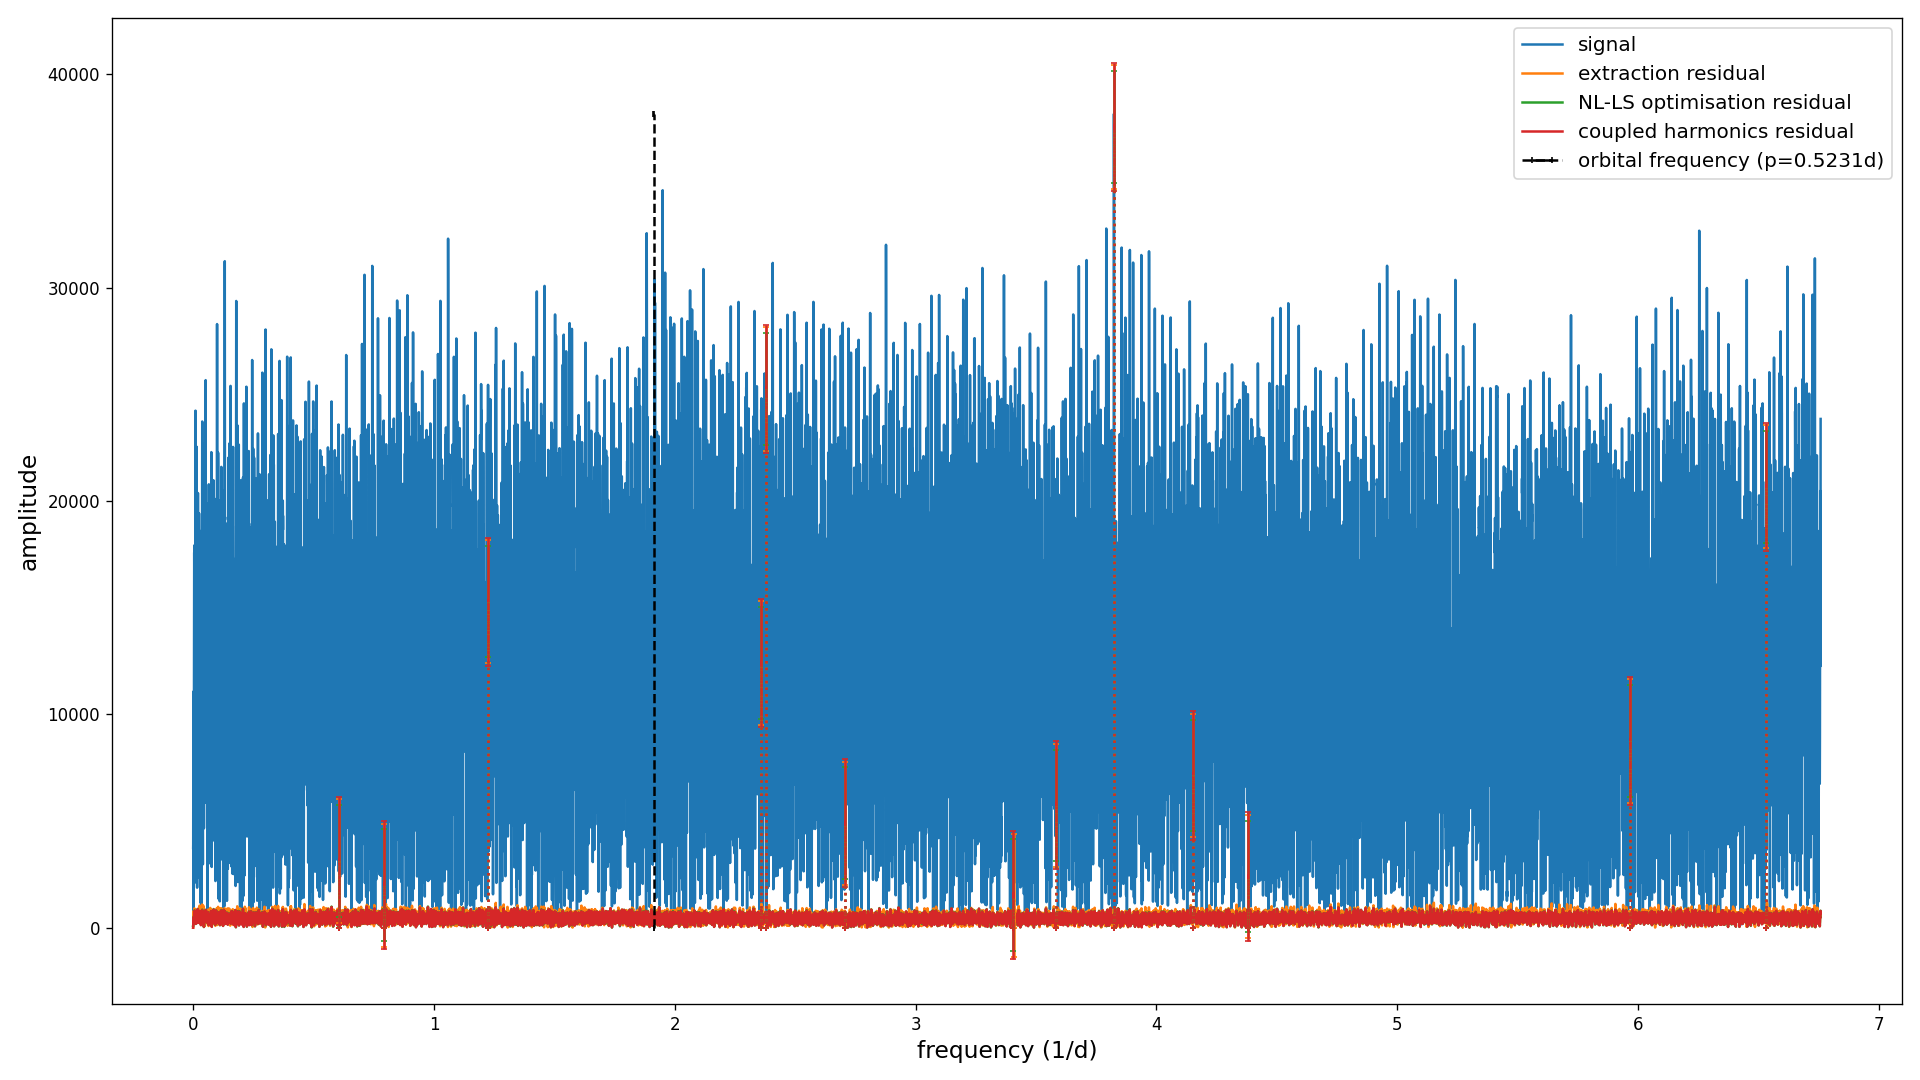 signal
extraction residual
NL-LS optimisation residual
coupled harmonics residual
orbital frequency (p=0.5231d)
40000
30000
20000
10000
0
amplitude
0 1 2 3 4 5 6 7
frequency (1/d)